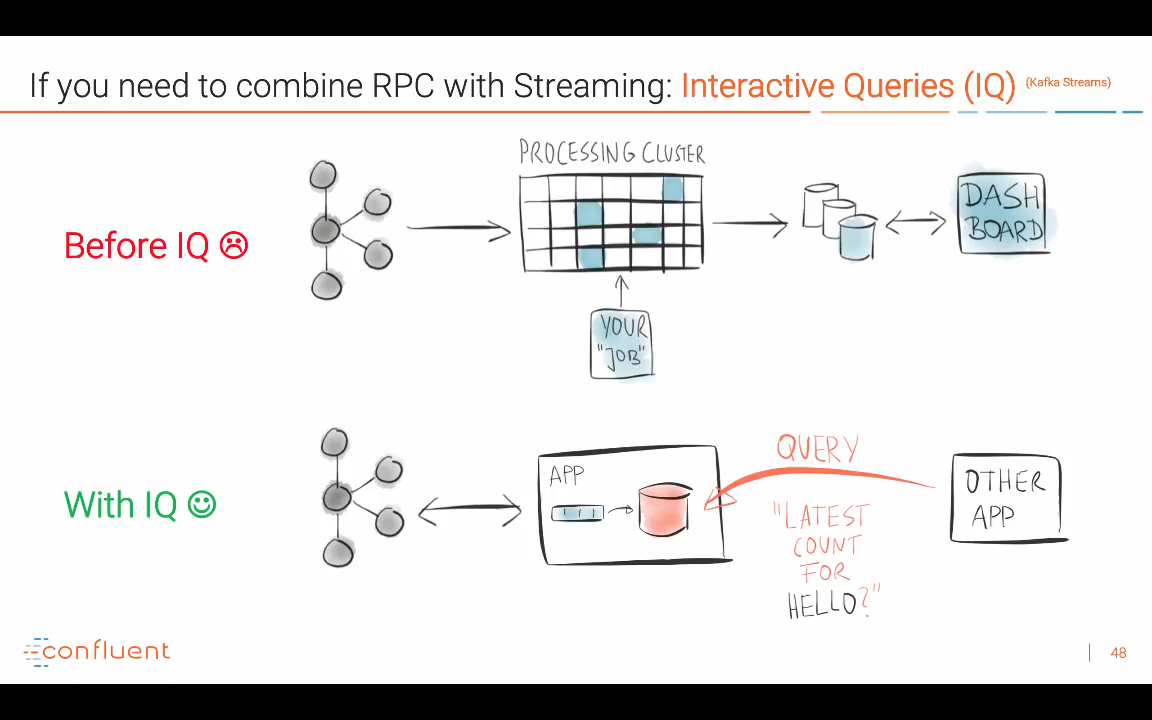 If you need to combine RPC with Streaming: Interactive Queries (IQ) (Kafka Streams)
PROCESSING CLUSTER
Before IQ ☹
DASH
BOARD
YOUR
"JOB"
With IQ ☺
APP
QUERY
"LATEST
COUNT
FOR
HELLO?"
OTHER
APP
confluent
48